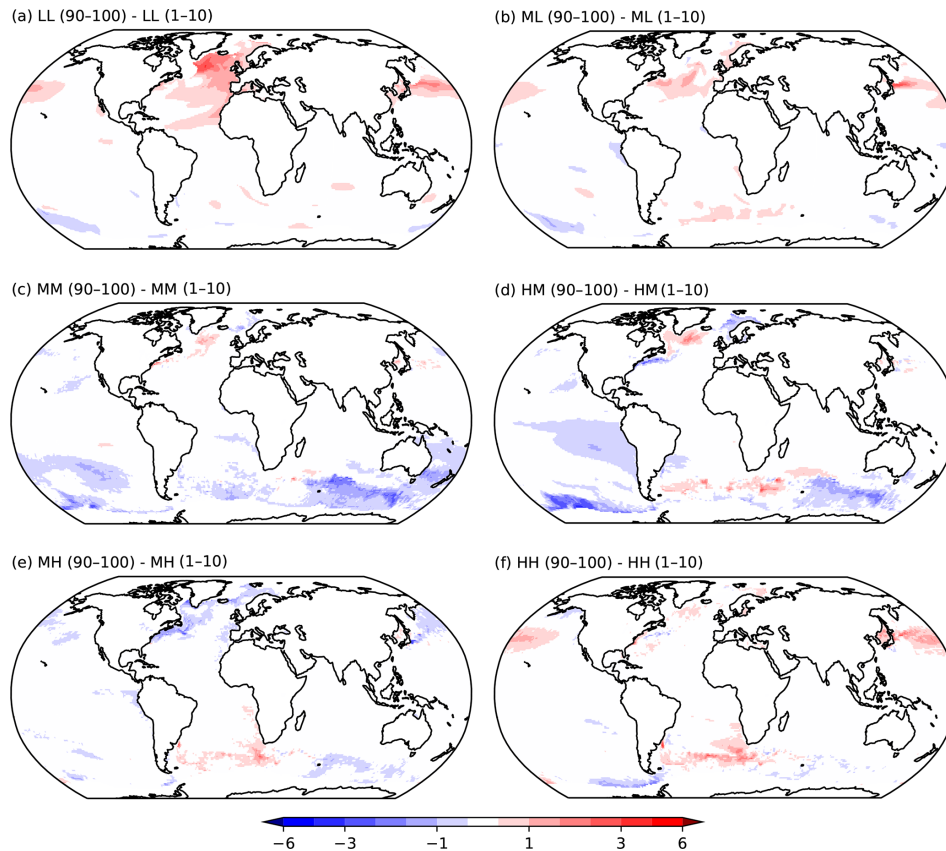 (a) LL (90–100) - LL (1–10)
(b) ML (90–100) - ML (1–10)
(c) MM (90–100) - MM (1–10)
(d) HM (90–100) - HM (1–10)
(e) MH (90–100) - MH (1–10)
(f) HH (90–100) - HH (1–10)
−6 −3 −1 1 3 6